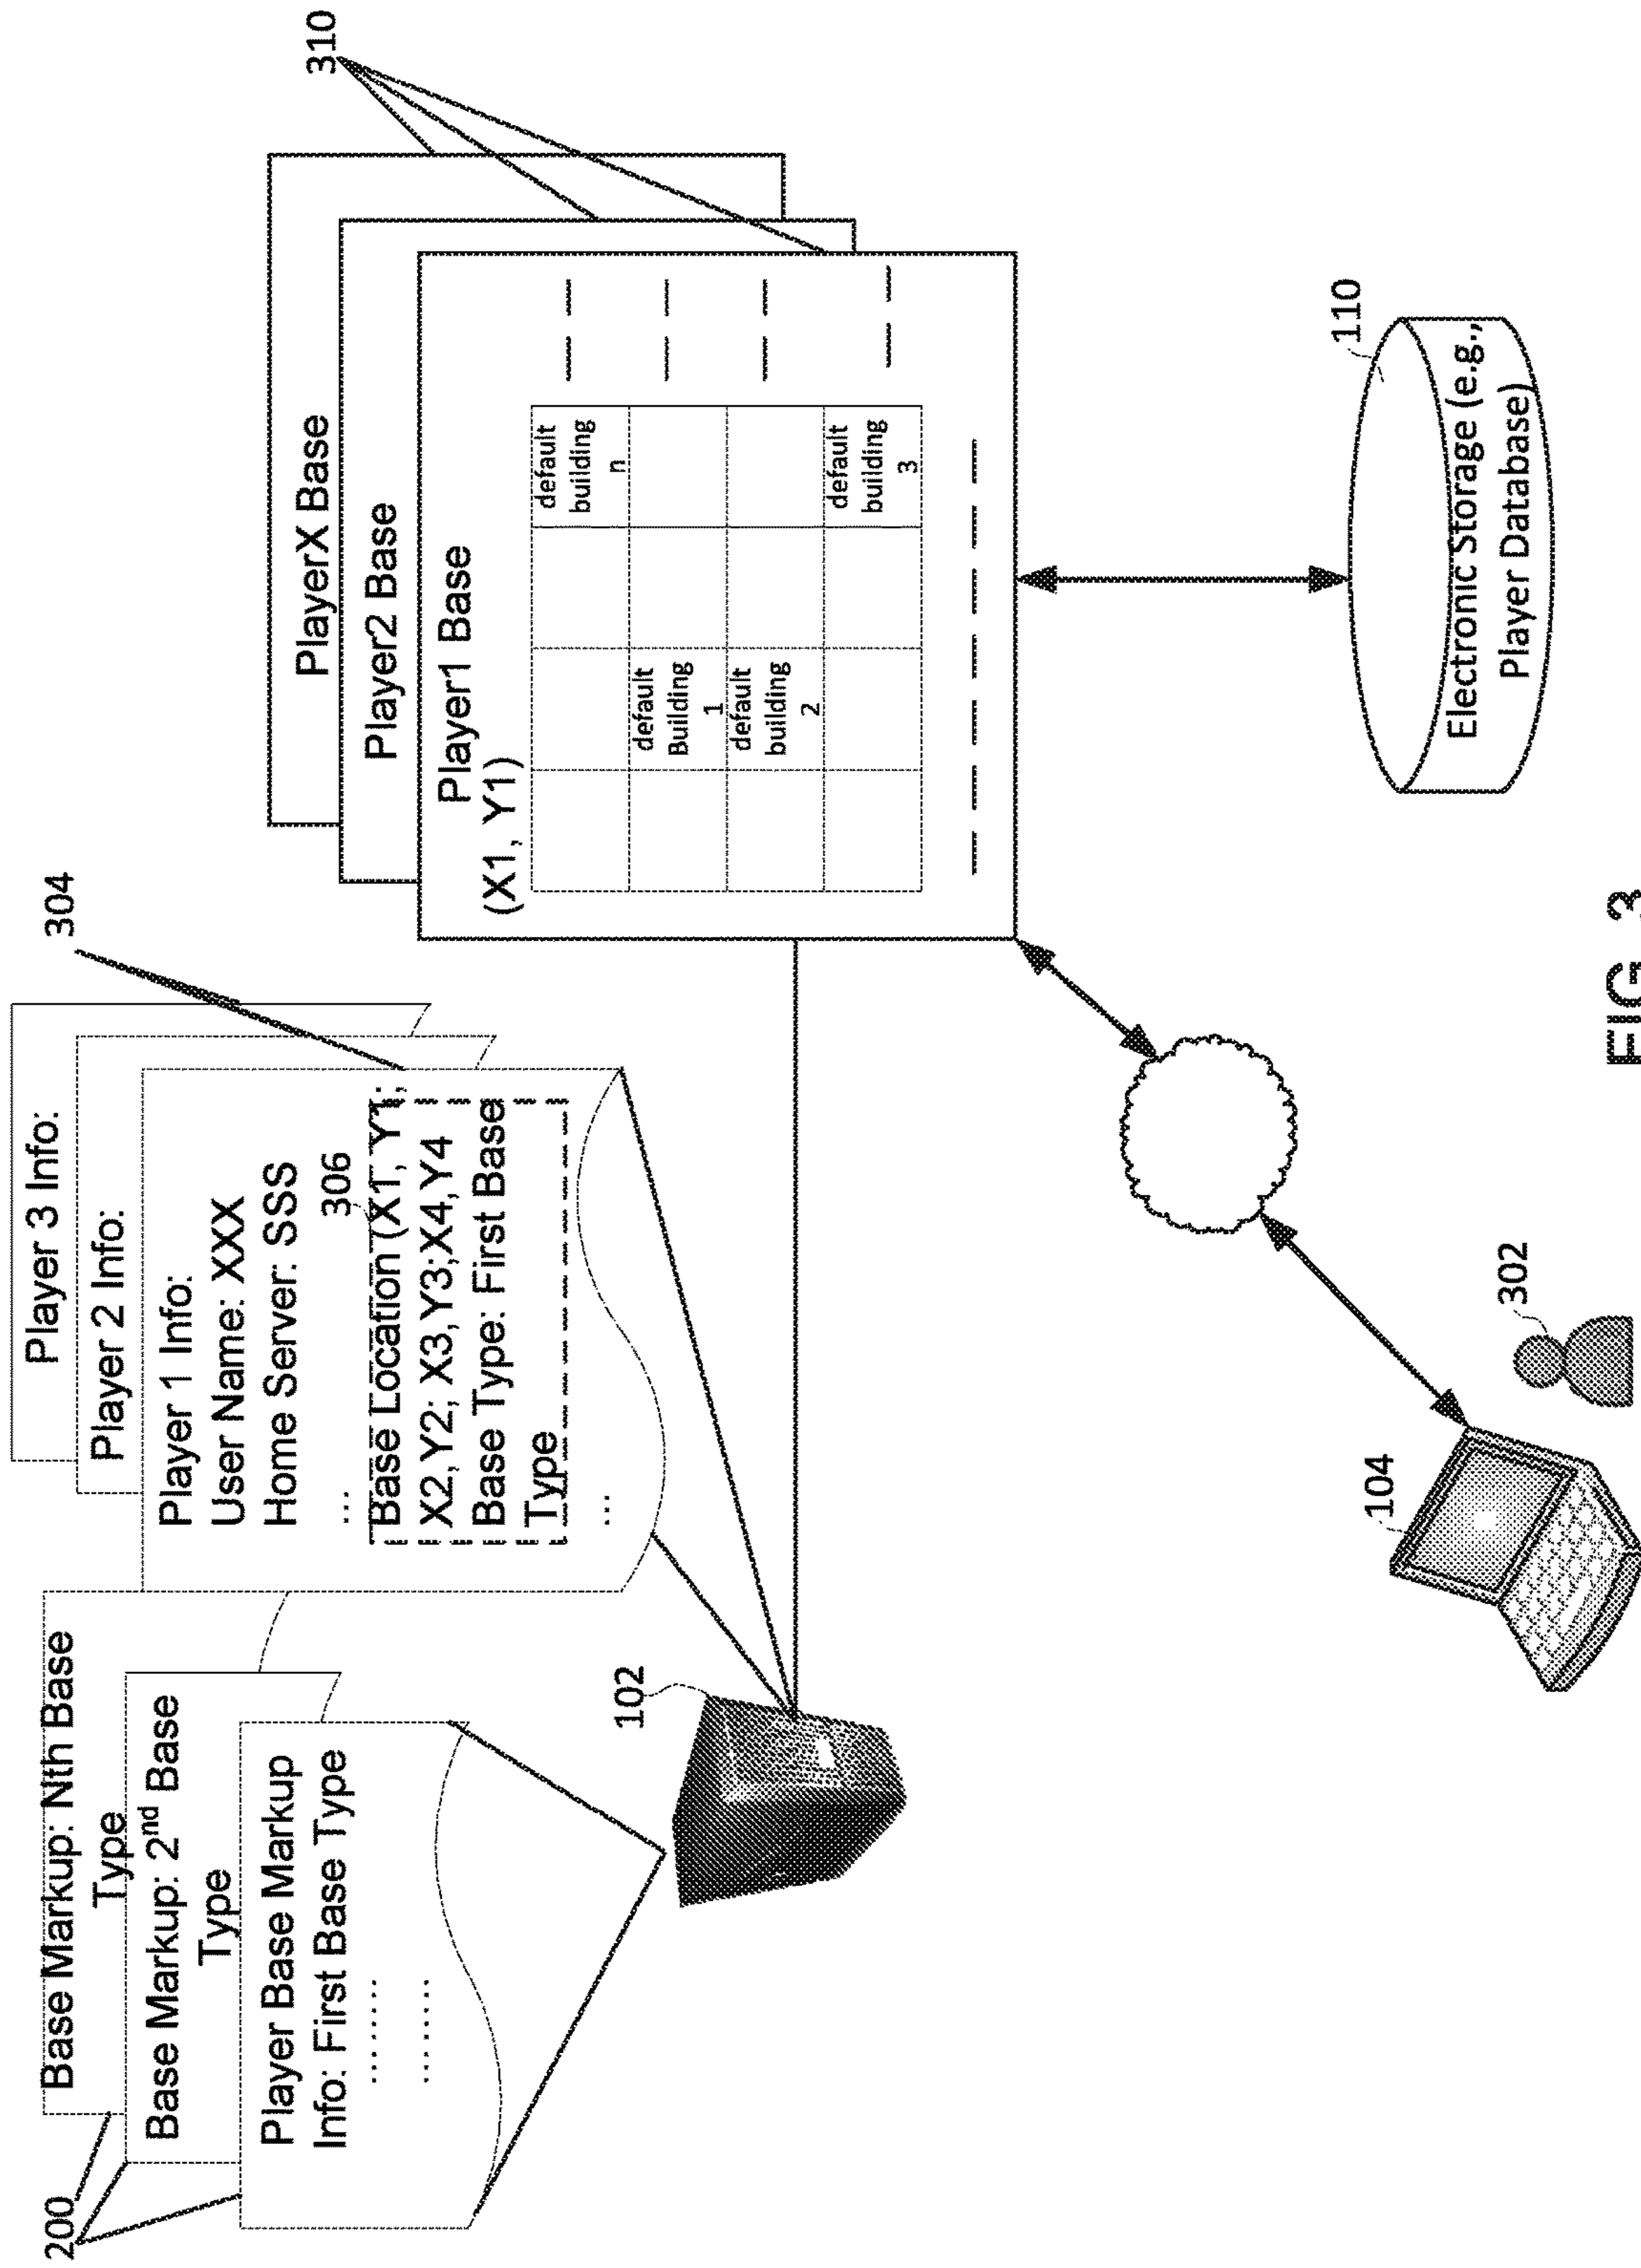 200
Base Markup: Nth Base
Type
Base Markup: 2nd Base
Type
Player Base Markup
Info: First Base Type
........
........
102
304
Player 3 Info:
Player 2 Info:
Player 1 Info:
User Name: XXX
Home Server: SSS
...
306
Base Location (X1, Y1;
X2,Y2; X3,Y3;X4,Y4
Base Type: First Base
Type
...
310
PlayerX Base
Player2 Base
Player1 Base
(X1, Y1)
default
building
n
default
Building
1
default
building
2
default
building
3
104
302
110
Electronic Storage (e.g.,
Player Database)
FIG. 3